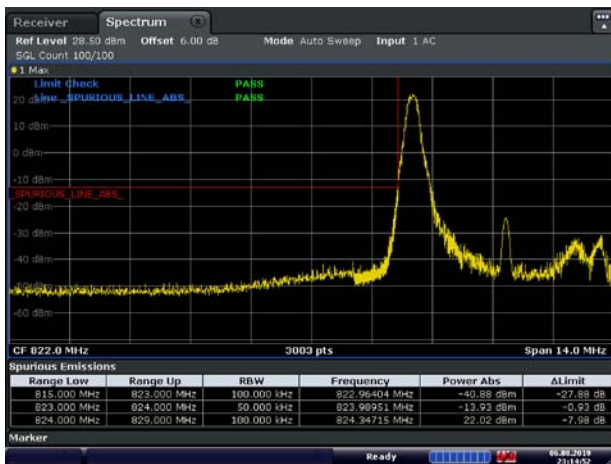 Receiver Spectrum
Ref Level 28.50 dBm Offset 6.00 dB Mode Auto Sweep Input 1 AC
SGL Count 100/100
1 Max
Limit Check PASS
20 dBm Line _SPURIOUS_LINE_ABS_ PASS
10 dBm
0 dBm
-10 dBm
_SPURIOUS_LINE_ABS_
-20 dBm
-30 dBm
-40 dBm
-50 dBm
-60 dBm
CF 822.0 MHz 3003 pts Span 14.0 MHz
Spurious Emissions
Range Low Range Up RBW Frequency Power Abs ΔLimit
815.000 MHz 823.000 MHz 100.000 kHz 822.96404 MHz -40.88 dBm -27.88 dB
823.000 MHz 824.000 MHz 50.000 kHz 823.98951 MHz -13.93 dBm -0.93 dB
824.000 MHz 829.000 MHz 100.000 kHz 824.34715 MHz 22.02 dBm -7.98 dB
Marker
Ready 06.08.2019
23:14:52